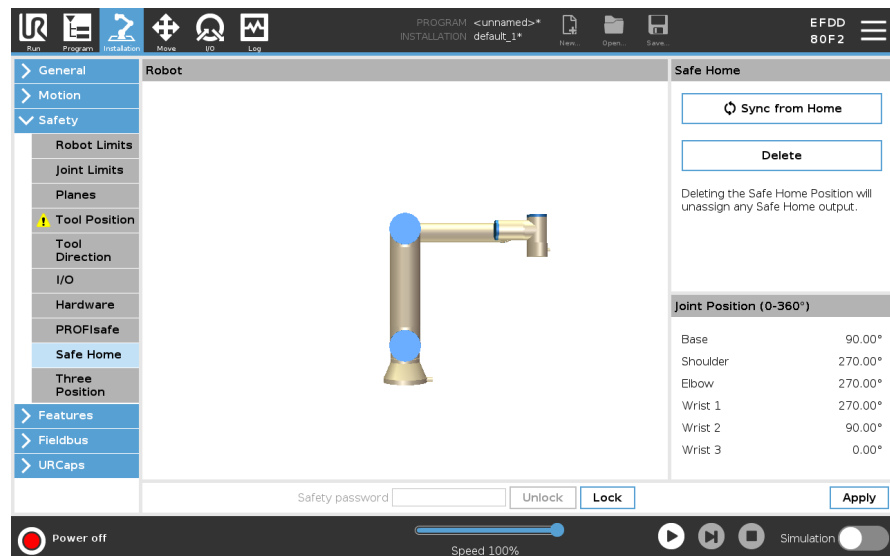 Run
Program
Installation
Move
I/O
Log
PROGRAM <unnamed>*
INSTALLATION default_1*
New...
Open...
Save...
EFDD
80F2
General
Motion
Safety
Robot Limits
Joint Limits
Planes
Tool Position
Tool
Direction
I/O
Hardware
PROFIsafe
Safe Home
Three
Position
Features
Fieldbus
URCaps
Robot
Safe Home
Sync from Home
Delete
Deleting the Safe Home Position will
unassign any Safe Home output.
Joint Position (0-360°)
Base 90.00°
Shoulder 270.00°
Elbow 270.00°
Wrist 1 270.00°
Wrist 2 90.00°
Wrist 3 0.00°
Safety password
Unlock
Lock
Apply
Power off
Speed 100%
Simulation